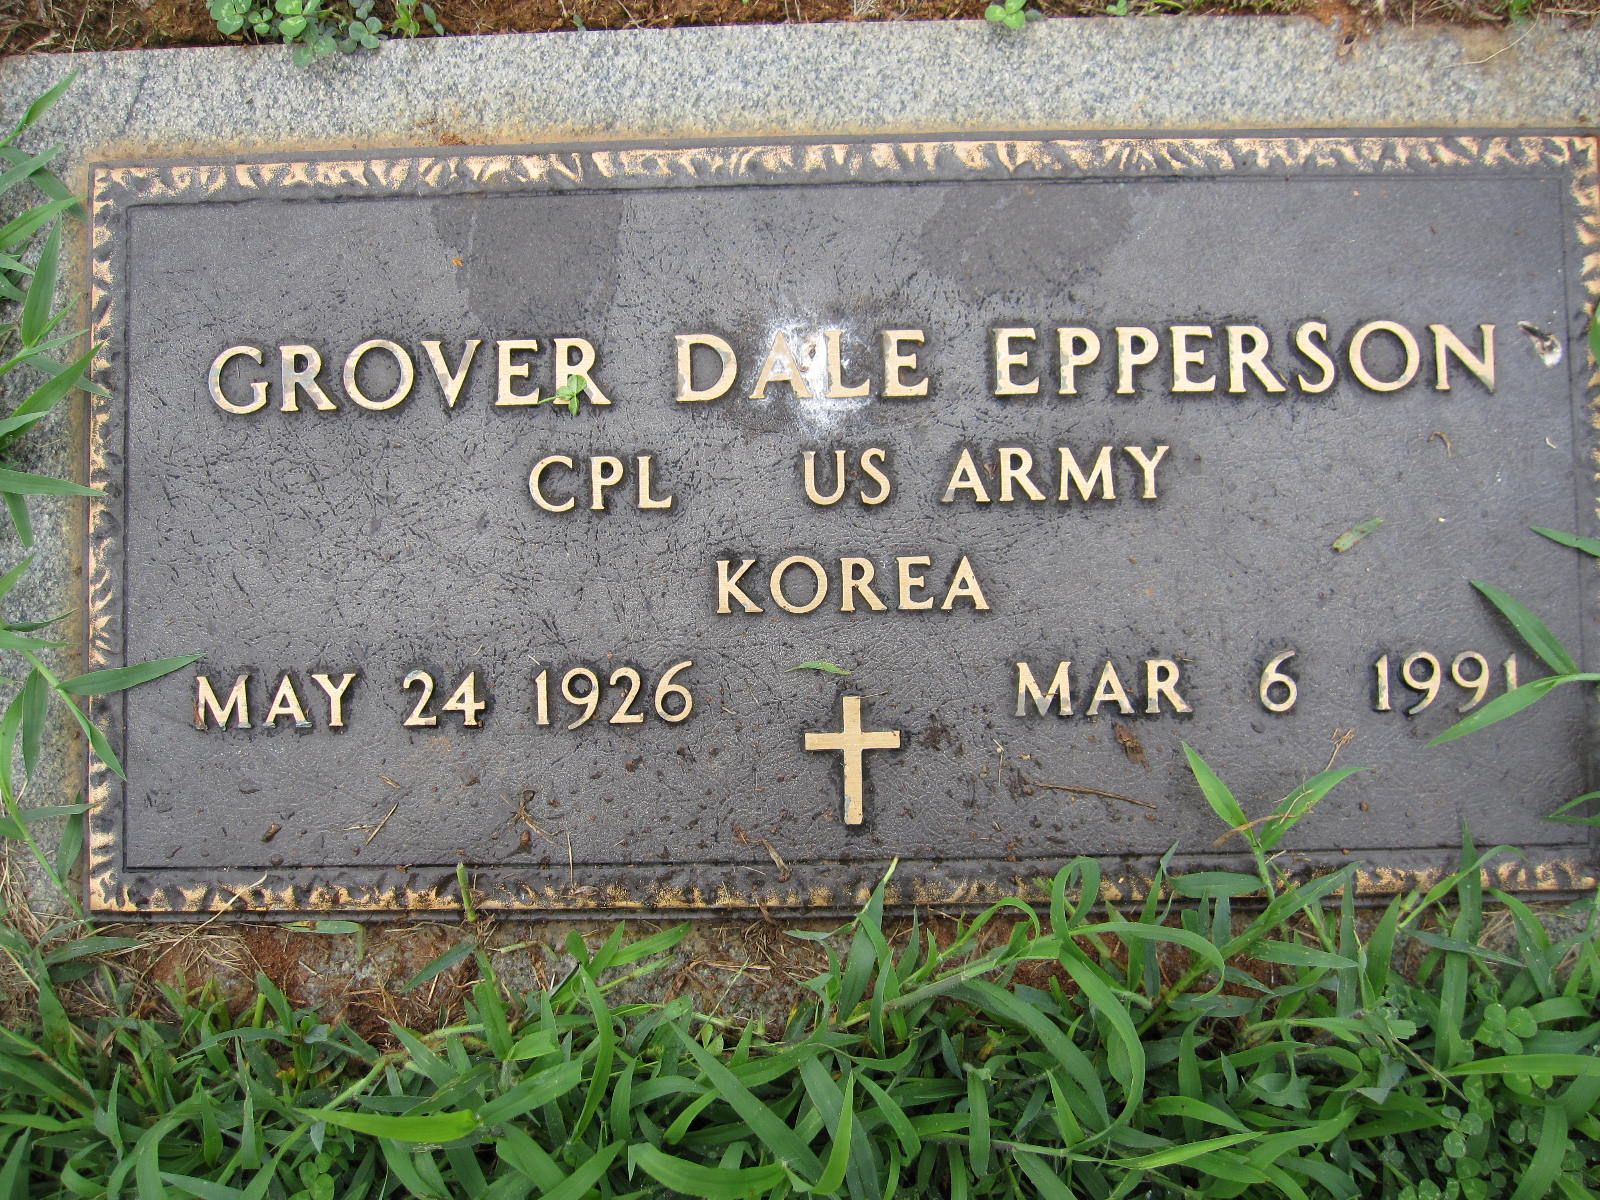 GROVER DALE EPPERSON
CPL US ARMY
KOREA
MAY 24 1926 MAR 6 1991